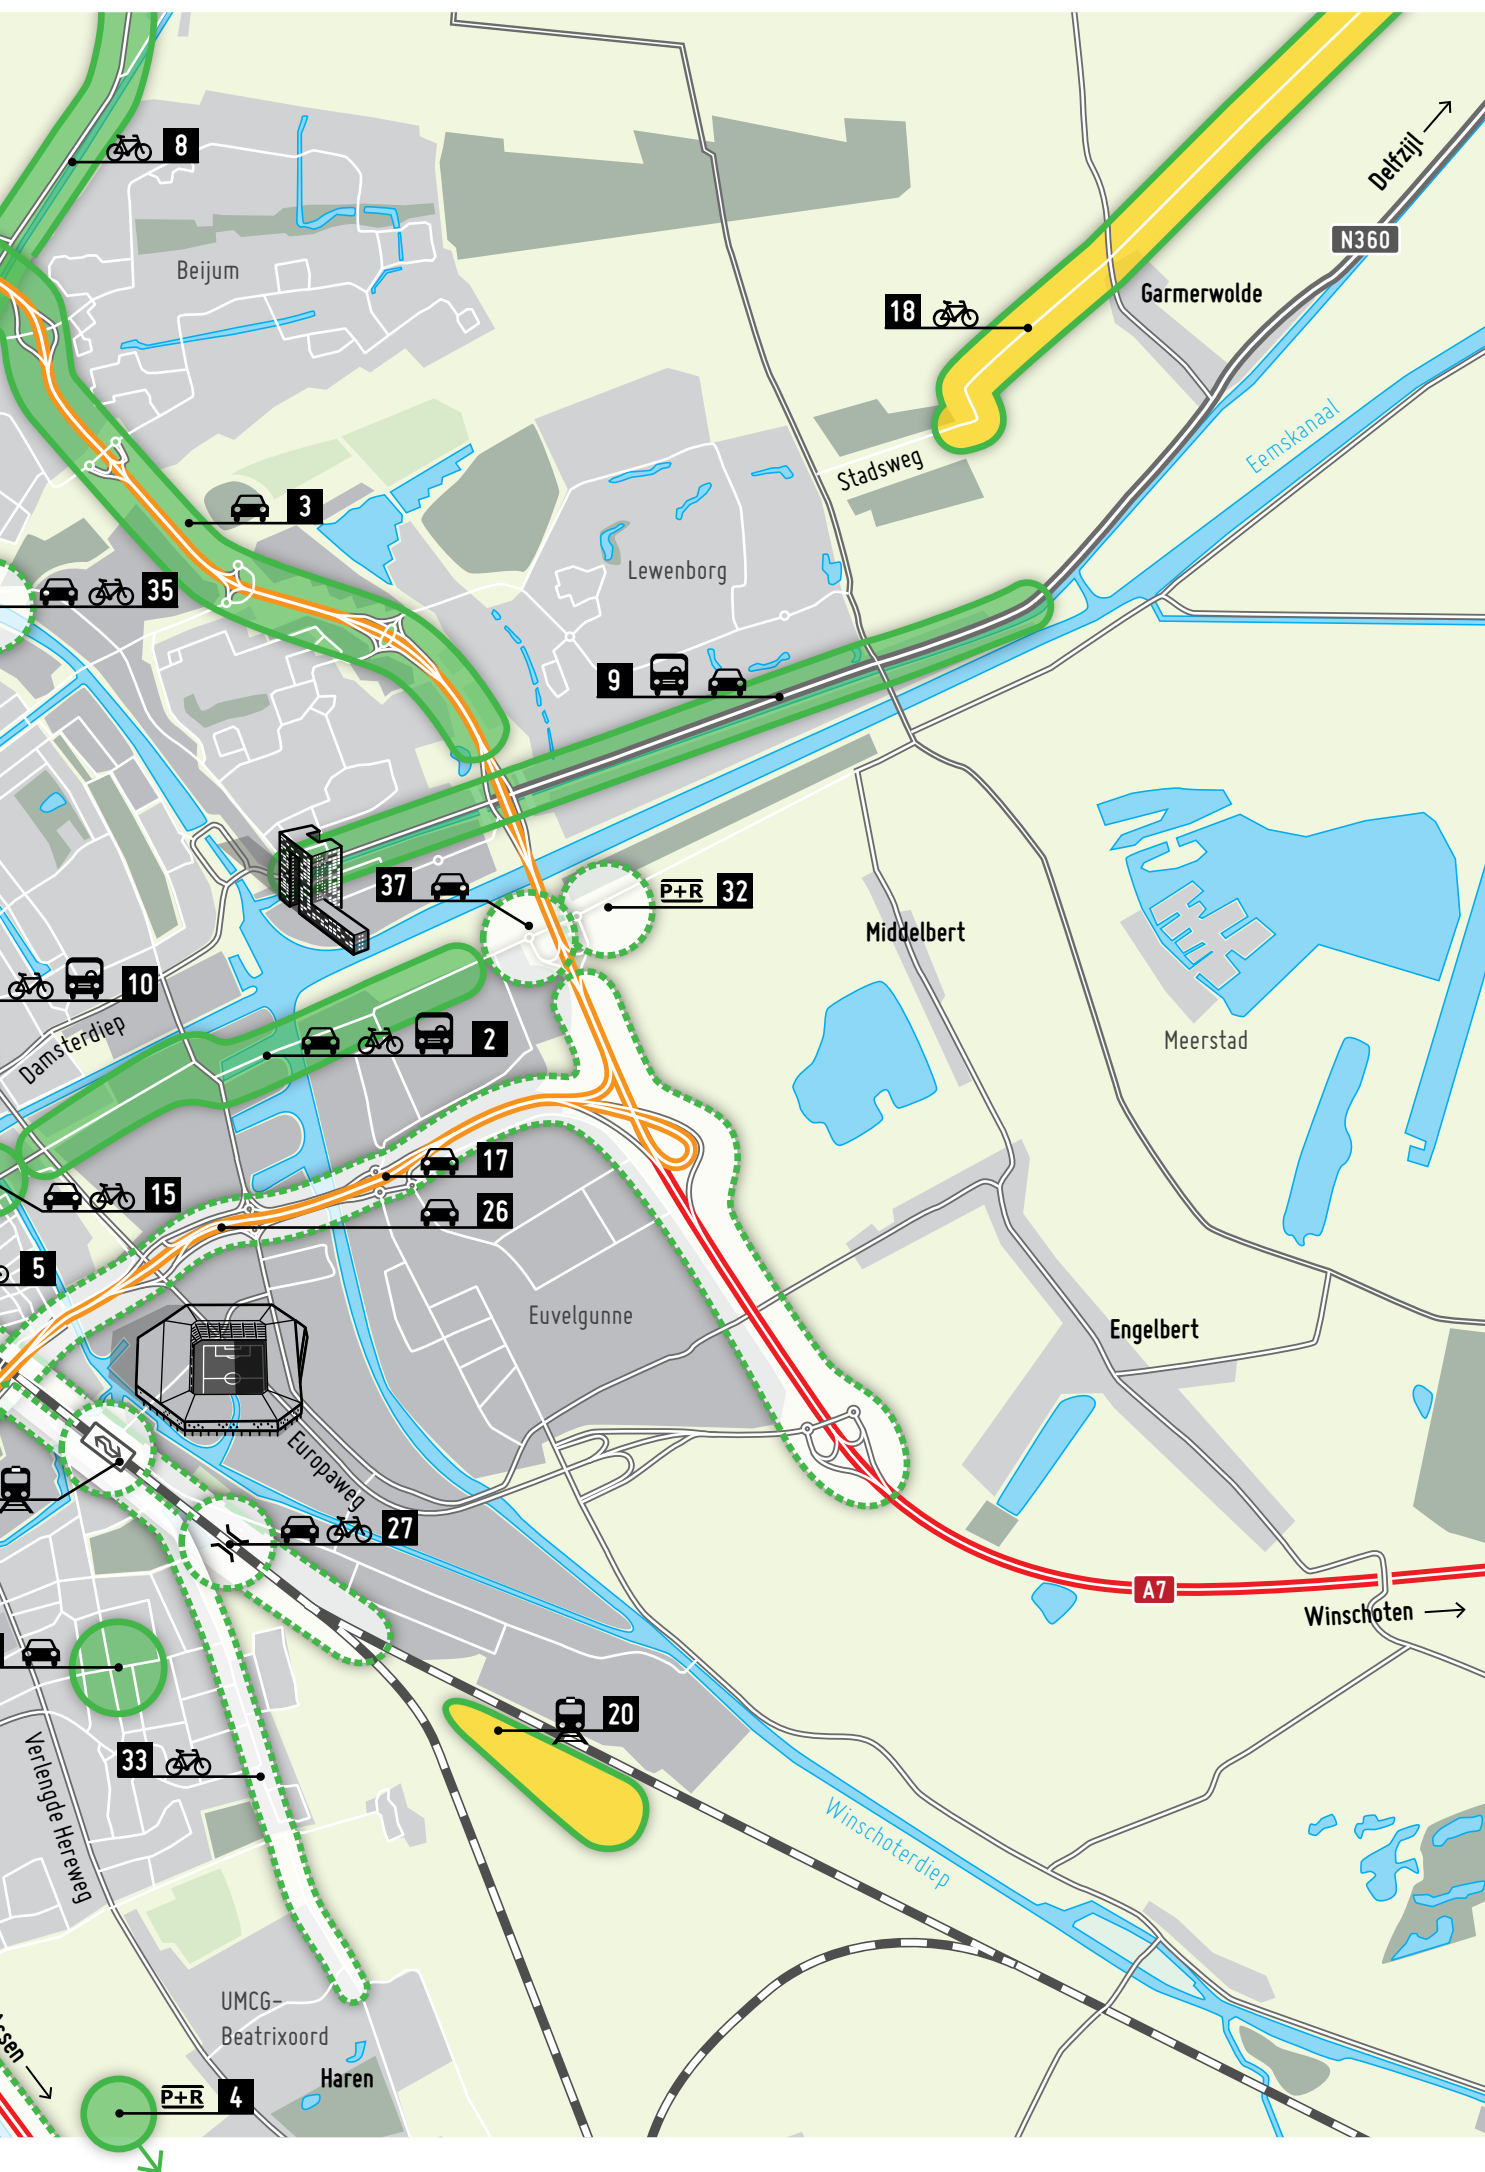 8
Delfzijl
N360
Beijum
Garmerwolde
18
Eemskanaal
Stadsweg
3
Lewenborg
35
9
37
P+R 32
Middelbert
10
Damsterdiep
2
Meerstad
17
15
26
5
Euvelgunne
Engelbert
Europaweg
27
A7
Winschoten
20
33
Verlengde Hereweg
Winschoterdiep
UMCG-
Beatrixoord
Haren
P+R 4